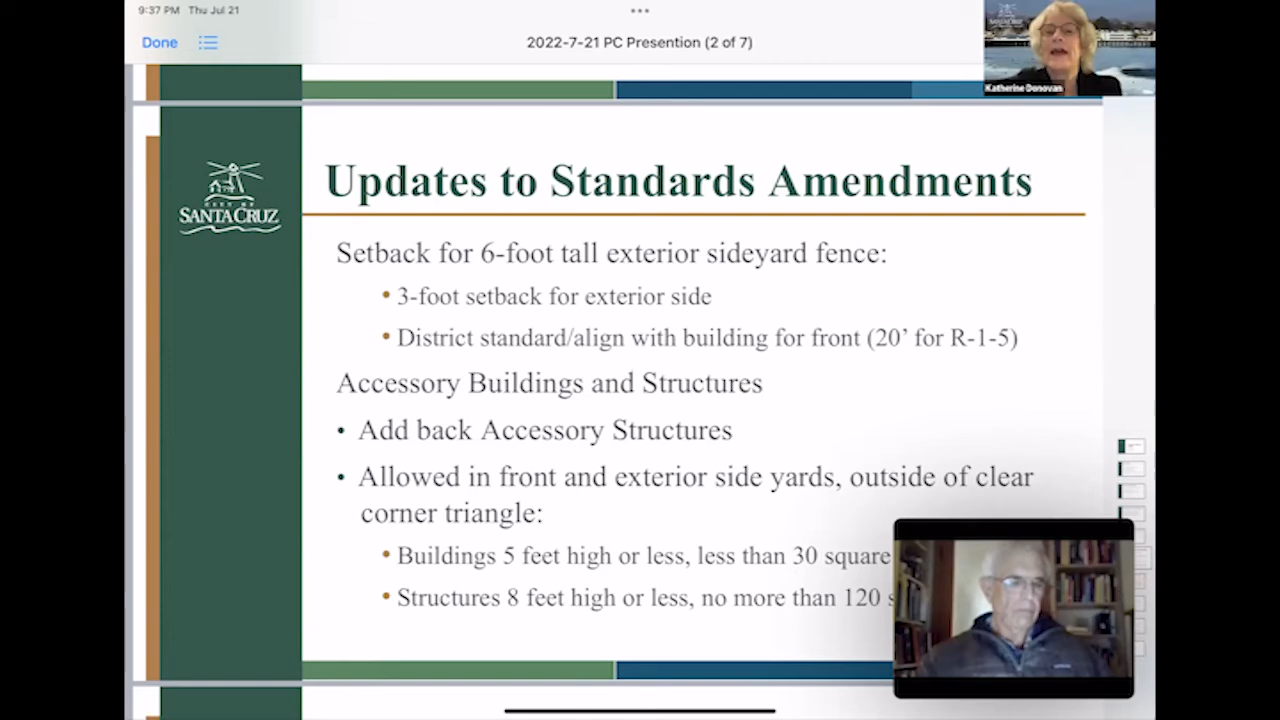 9:37 PM Thu Jul 21
Done
2022-7-21 PC Presention (2 of 7)
SANTA CRUZ
Katherine Donovan
CITY OF
SANTA CRUZ
Updates to Standards Amendments
Setback for 6-foot tall exterior sideyard fence:
• 3-foot setback for exterior side
• District standard/align with building for front (20’ for R-1-5)
Accessory Buildings and Structures
• Add back Accessory Structures
• Allowed in front and exterior side yards, outside of clear
corner triangle:
• Buildings 5 feet high or less, less than 30 square
• Structures 8 feet high or less, no more than 120 s